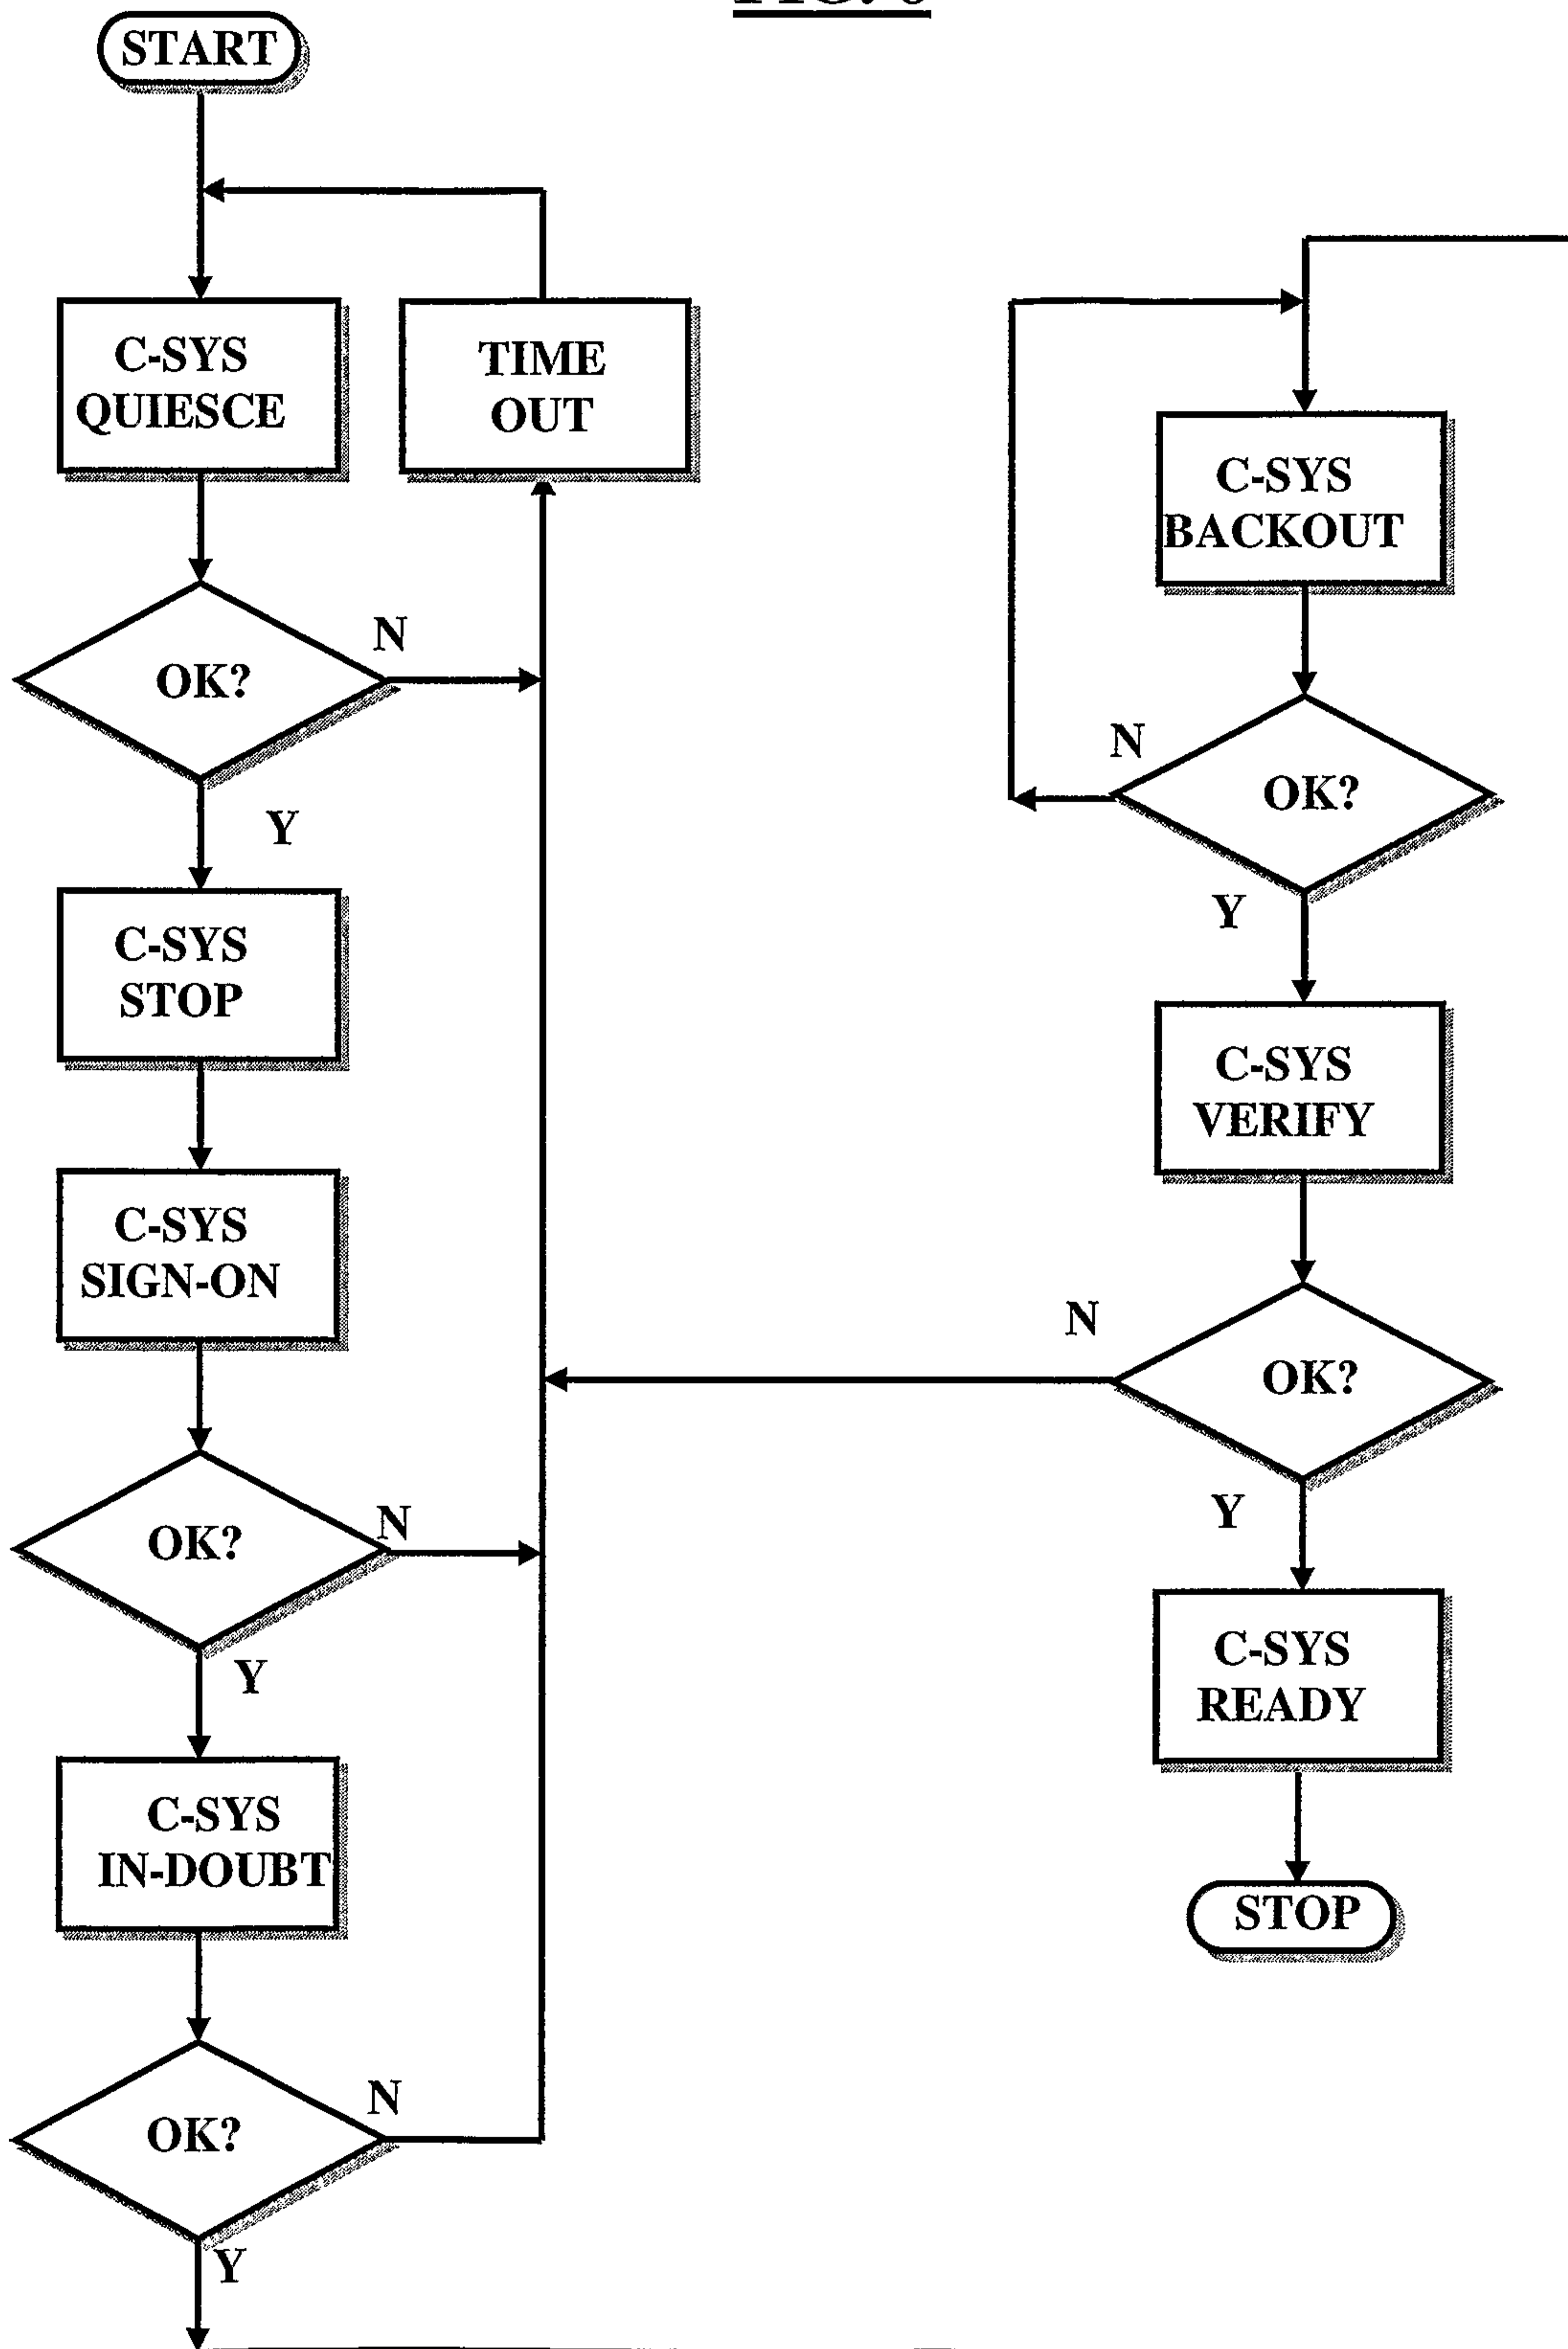 START
C-SYS
QUIESCE
TIME
OUT
OK?
N
Y
C-SYS
STOP
C-SYS
SIGN-ON
OK?
N
Y
C-SYS
IN-DOUBT
OK?
N
Y
C-SYS
BACKOUT
OK?
N
Y
C-SYS
VERIFY
OK?
N
Y
C-SYS
READY
STOP